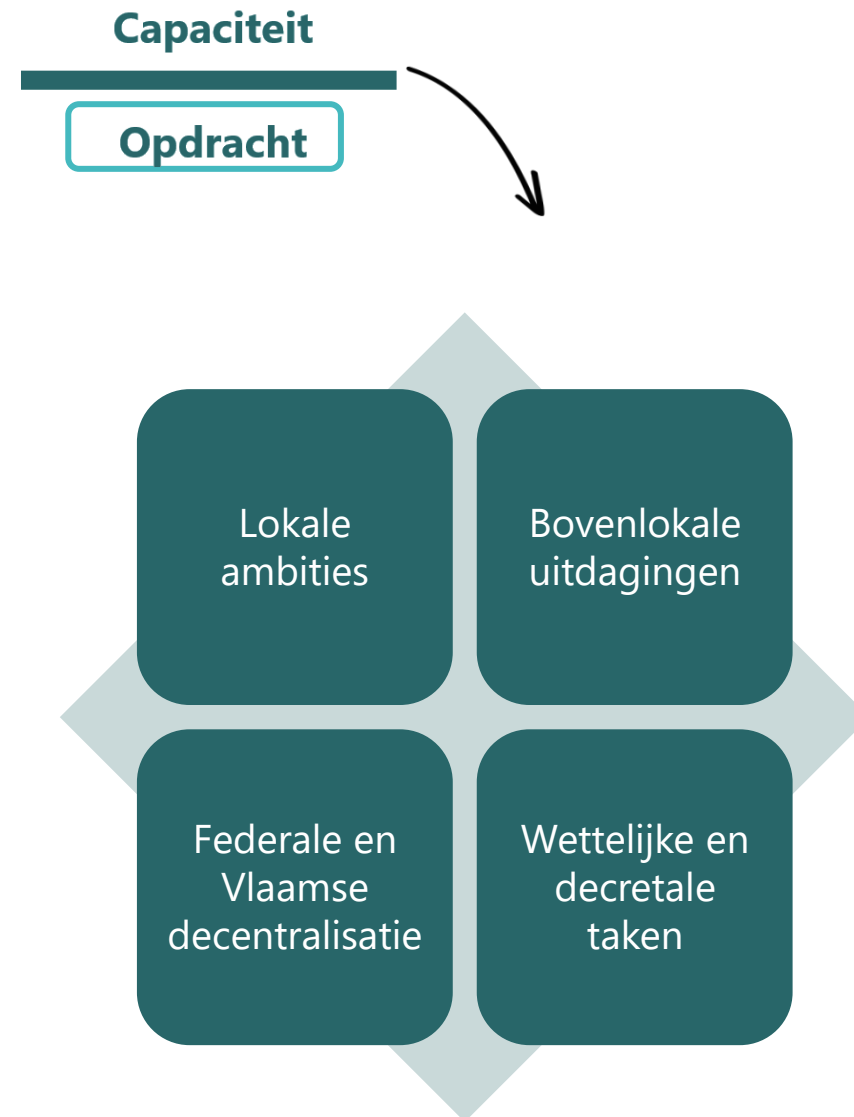 Capaciteit
Opdracht
Lokale
ambities
Bovenlokale
uitdagingen
Federale en
Vlaamse
decentralisatie
Wettelijke en
decretale
taken